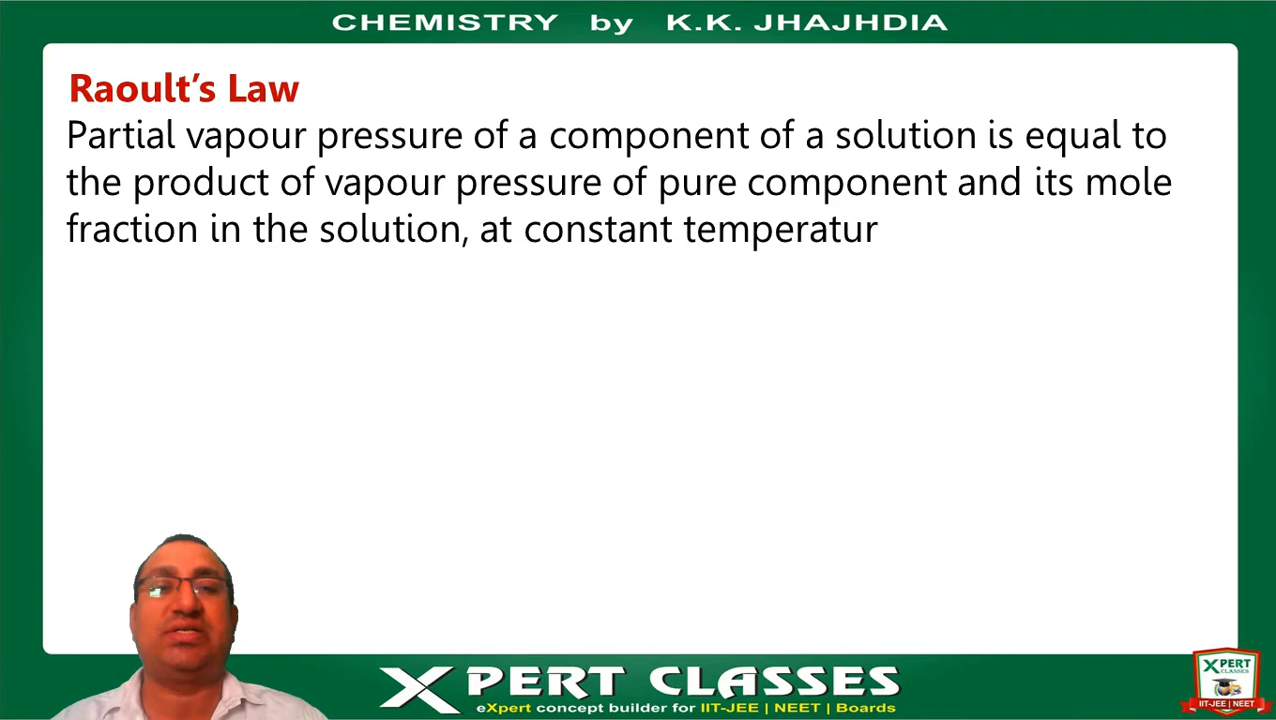 CHEMISTRY by K.K. JHAJHDIA
Raoult’s Law
Partial vapour pressure of a component of a solution is equal to
the product of vapour pressure of pure component and its mole
fraction in the solution, at constant temperatur
XPERT CLASSES
eXpert concept builder for IIT-JEE | NEET | Boards
XPERT
CLASSES
IIT-JEE | NEET